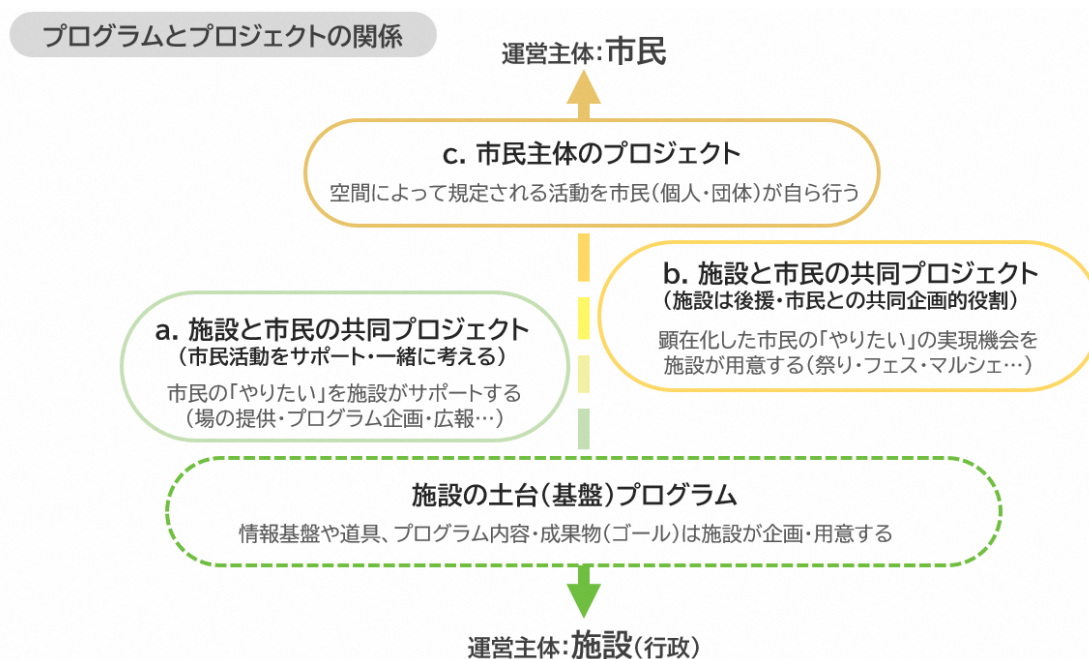 プログラムとプロジェクトの関係
運営主体:市民
c. 市民主体のプロジェクト
空間によって規定される活動を市民(個人・団体)が自ら行う
b. 施設と市民の共同プロジェクト
(施設は後援・市民との共同企画的役割)
顕在化した市民の「やりたい」の実現機会を
施設が用意する(祭り・フェス・マルシェ…)
a. 施設と市民の共同プロジェクト
(市民活動をサポート・一緒に考える)
市民の「やりたい」を施設がサポートする
(場の提供・プログラム企画・広報…)
施設の土台(基盤)プログラム
情報基盤や道具、プログラム内容・成果物(ゴール)は施設が企画・用意する
運営主体:施設(行政)